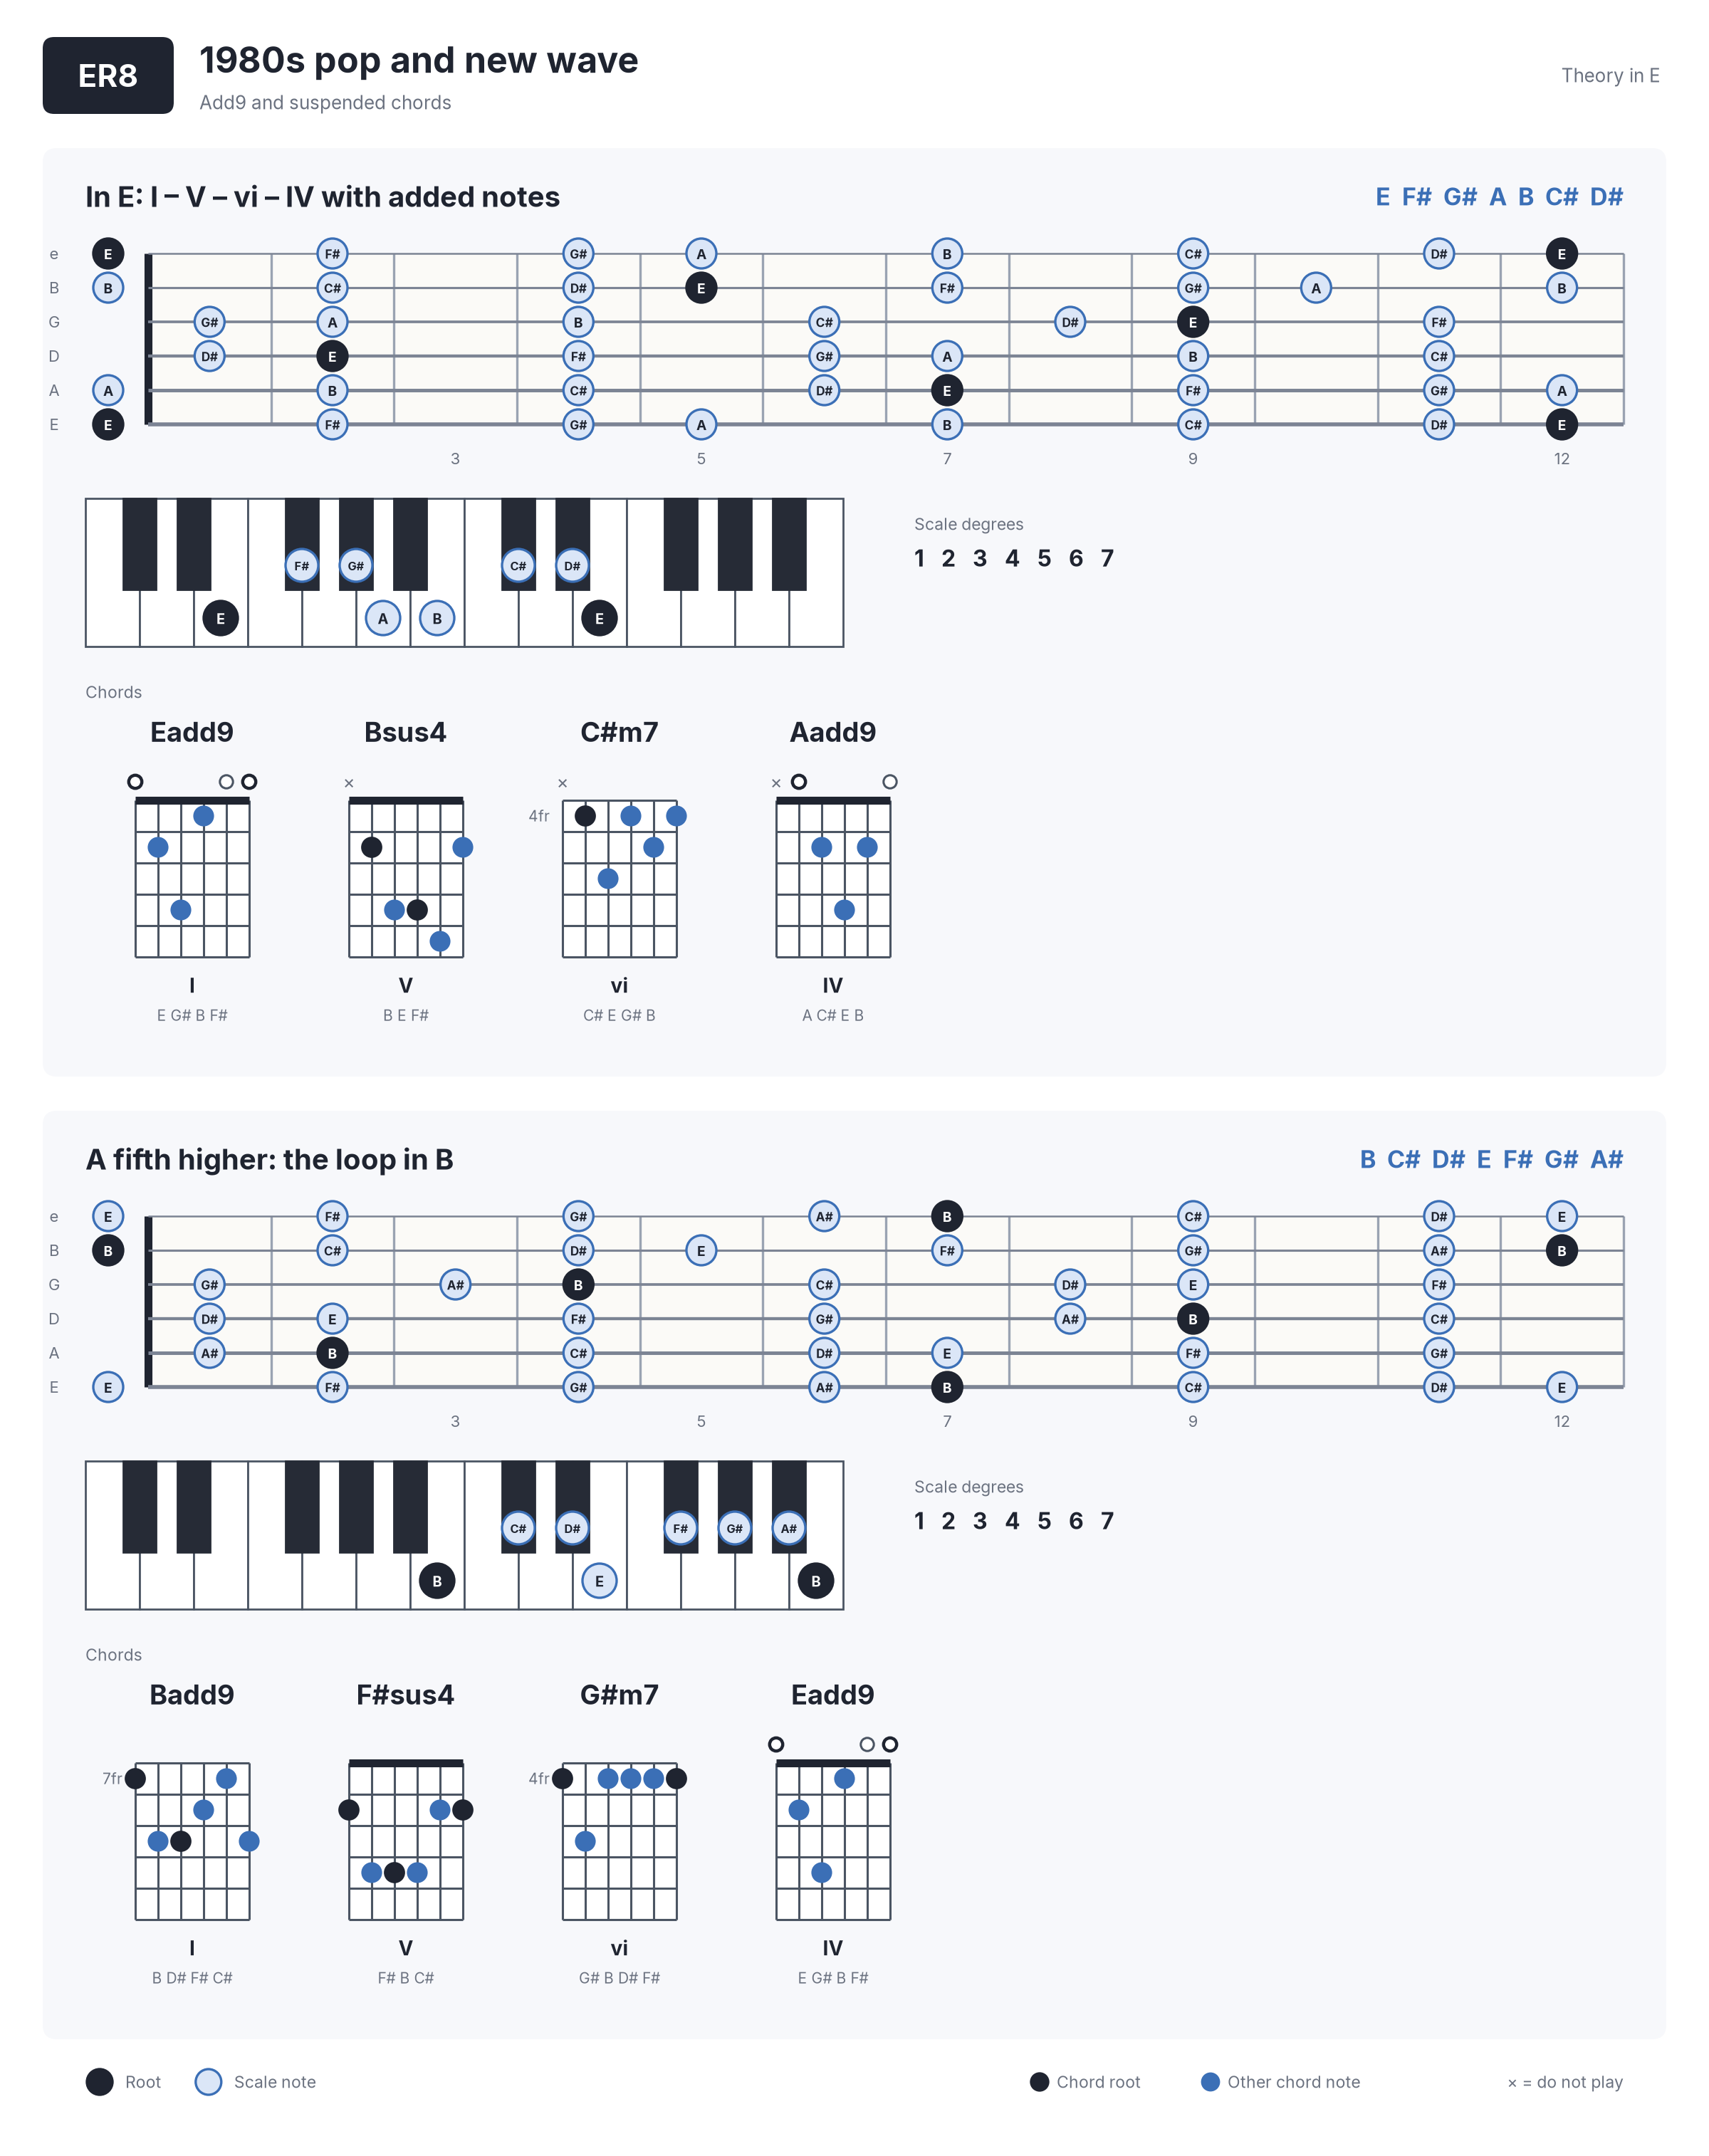 ER8
1980s pop and new wave
Add9 and suspended chords
Theory in E
In E: I – V – vi – IV with added notes
E F# G# A B C# D#
e E F# G# A B C# D# E
B B C# D# E F# G# A B
G G# A B C# D# E F#
D D# E F# G# A B C#
A A B C# D# E F# G# A
E E F# G# A B C# D# E
3 5 7 9 12
F# G# C# D#
E A B E
Scale degrees
1 2 3 4 5 6 7
Chords
Eadd9 Bsus4 C#m7 Aadd9
× × ×
4fr
I V vi IV
E G# B F# B E F# C# E G# B A C# E B
A fifth higher: the loop in B
B C# D# E F# G# A#
e E F# G# A# B C# D# E
B B C# D# E F# G# A# B
G G# A# B C# D# E F#
D D# E F# G# A# B C#
A A# B C# D# E F# G#
E E F# G# A# B C# D# E
3 5 7 9 12
C# D# F# G# A#
B E B
Scale degrees
1 2 3 4 5 6 7
Chords
Badd9 F#sus4 G#m7 Eadd9
7fr 4fr
I V vi IV
B D# F# C# F# B C# G# B D# F# E G# B F#
Root Scale note Chord root Other chord note × = do not play